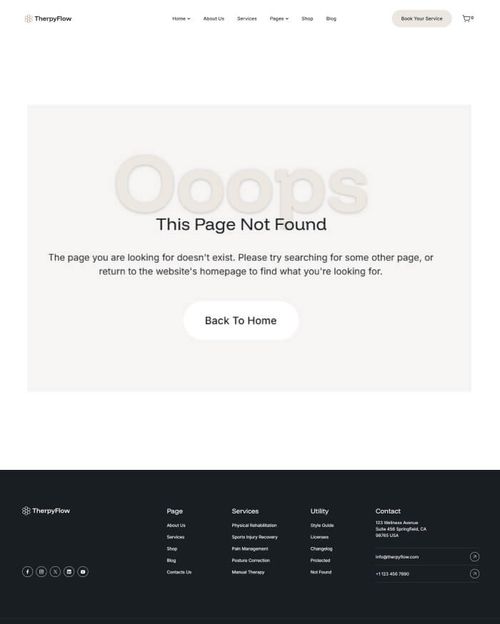 TherpyFlow
Home
About Us
Services
Pages
Shop
Blog
Book Your Service
0
Ooops
This Page Not Found
The page you are looking for doesn't exist. Please try searching for some other page, or
return to the website's homepage to find what you're looking for.
Back To Home
TherpyFlow
Page
About Us
Services
Shop
Blog
Contacts Us
Services
Physical Rehabilitation
Sports Injury Recovery
Pain Management
Posture Correction
Manual Therapy
Utility
Style Guide
Licenses
Changelog
Protected
Not Found
Contact
123 Wellness Avenue
Suite 456 Springfield, CA
98765 USA
info@therpyflow.com
+1 123 456 7890